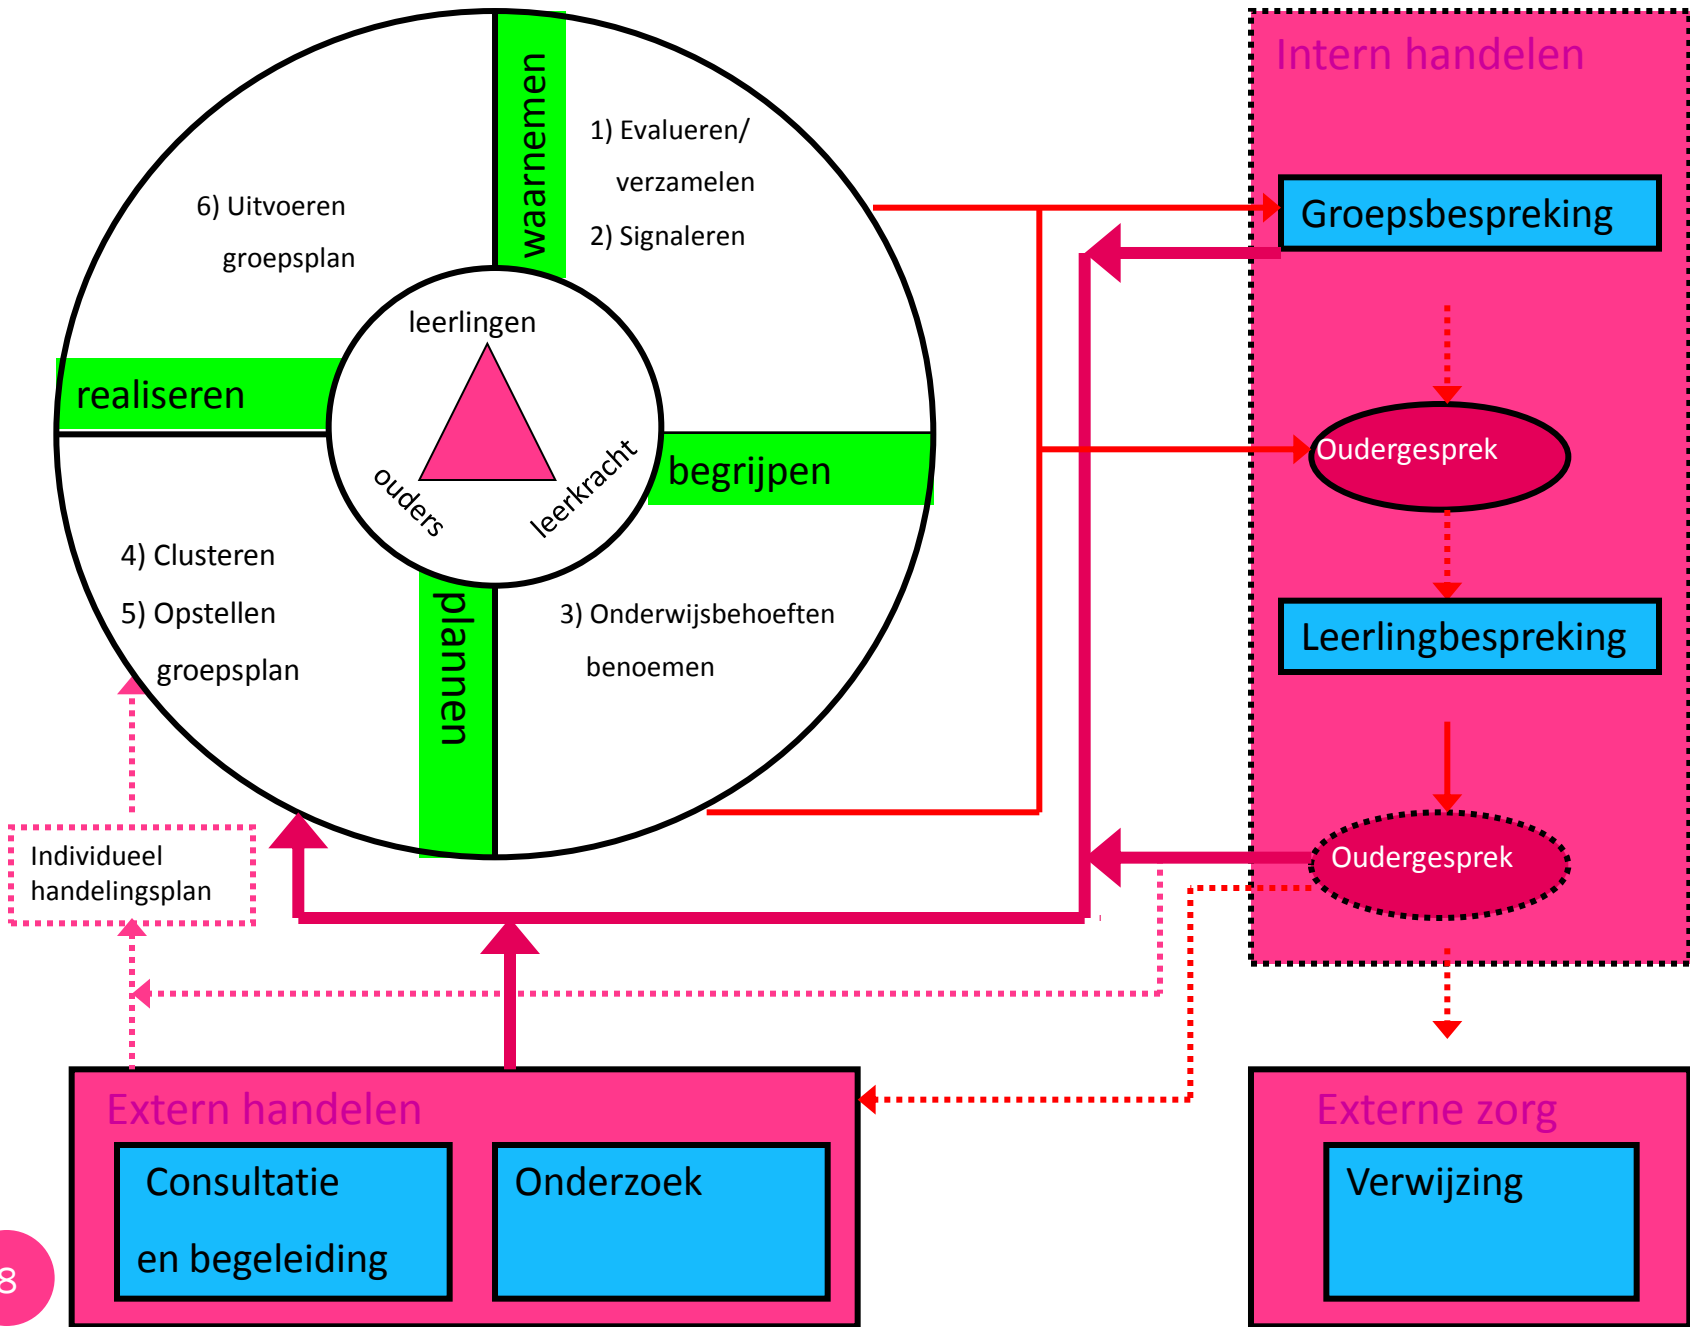 waarnemen
1) Evalueren/
verzamelen
2) Signaleren
6) Uitvoeren
groepsplan
leerlingen
ouders
leerkracht
realiseren
begrijpen
4) Clusteren
5) Opstellen
groepsplan
plannen
3) Onderwijsbehoeften
benoemen
Individueel
handelingsplan
Intern handelen
Groepsbespreking
Oudergesprek
Leerlingbespreking
Oudergesprek
Extern handelen
Consultatie
en begeleiding
Onderzoek
Externe zorg
Verwijzing
8